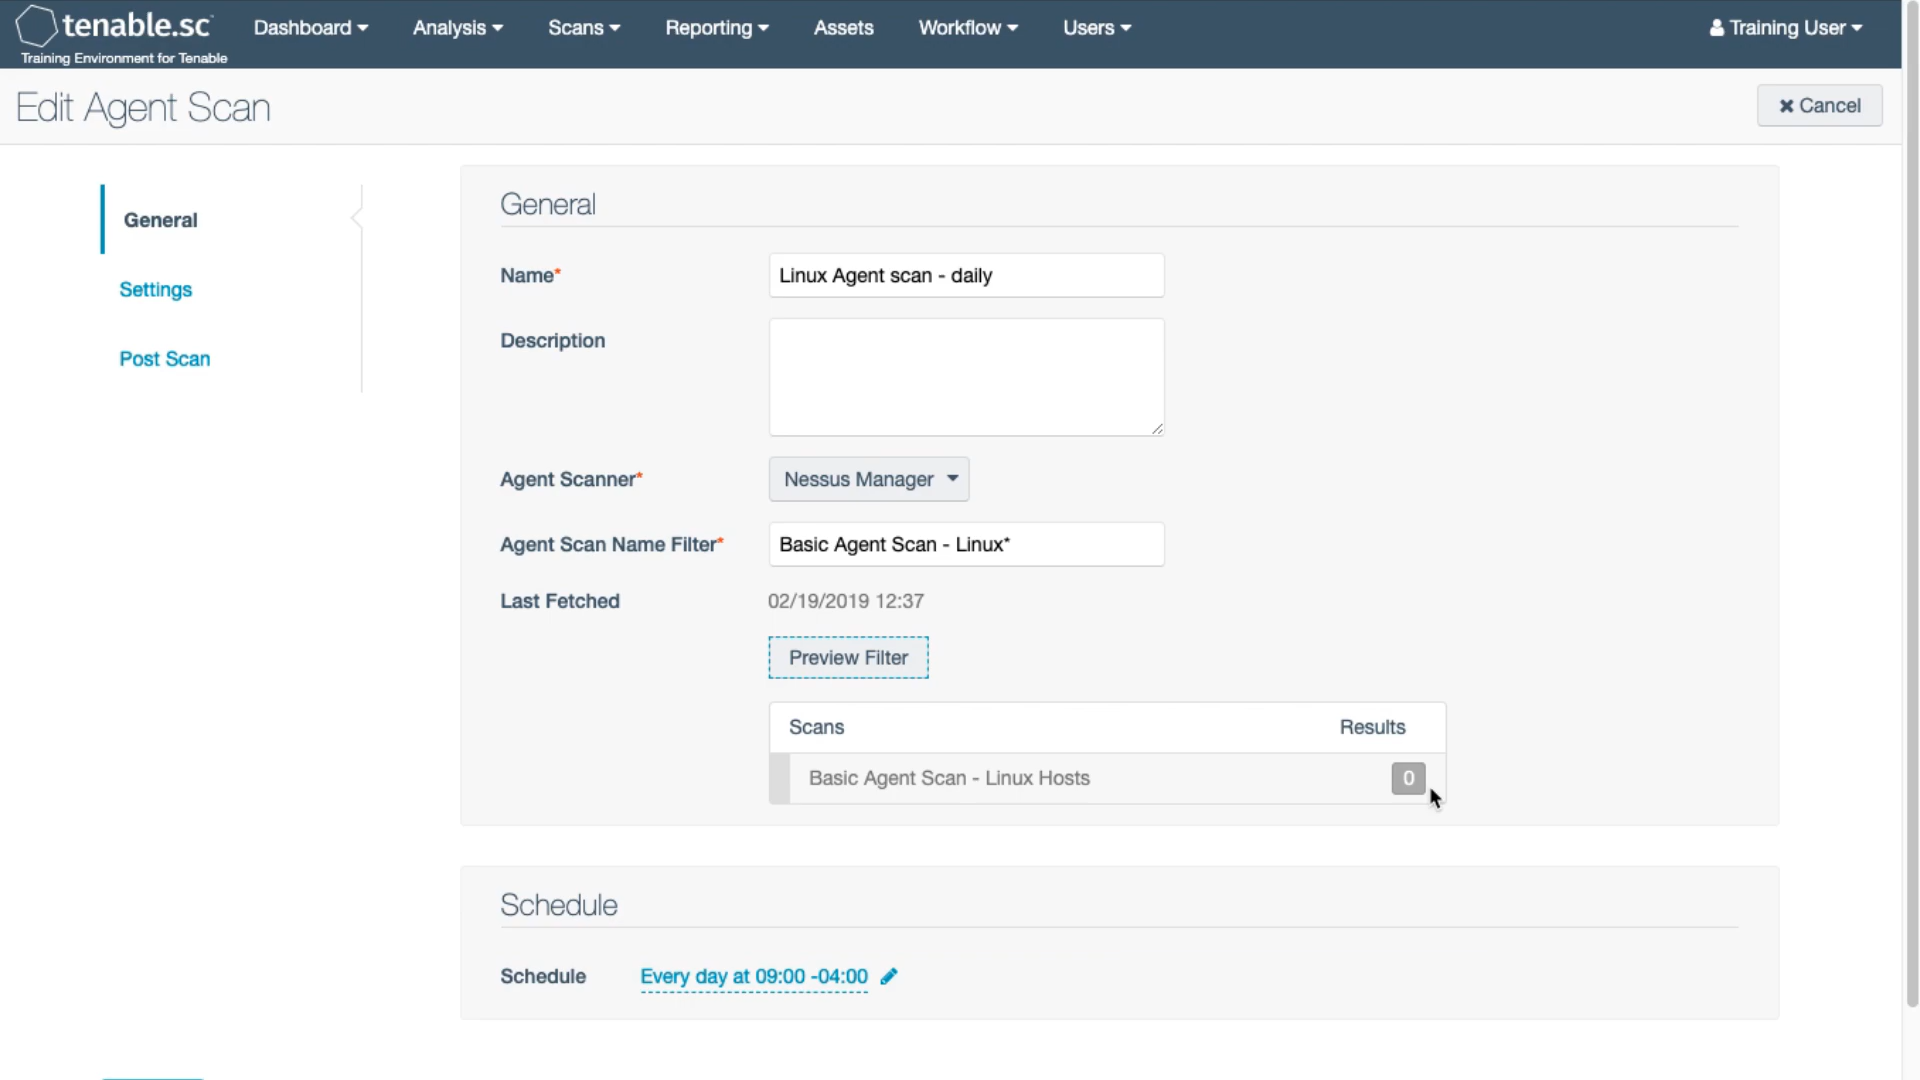 tenable.sc
Training Environment for Tenable
Dashboard
Analysis
Scans
Reporting
Assets
Workflow
Users
Training User
Edit Agent Scan
Cancel
General
Settings
Post Scan
General
Name*
Linux Agent scan - daily
Description
Agent Scanner*
Nessus Manager
Agent Scan Name Filter*
Basic Agent Scan - Linux*
Last Fetched
02/19/2019 12:37
Preview Filter
Scans
Results
Basic Agent Scan - Linux Hosts
0
Schedule
Schedule
Every day at 09:00 -04:00